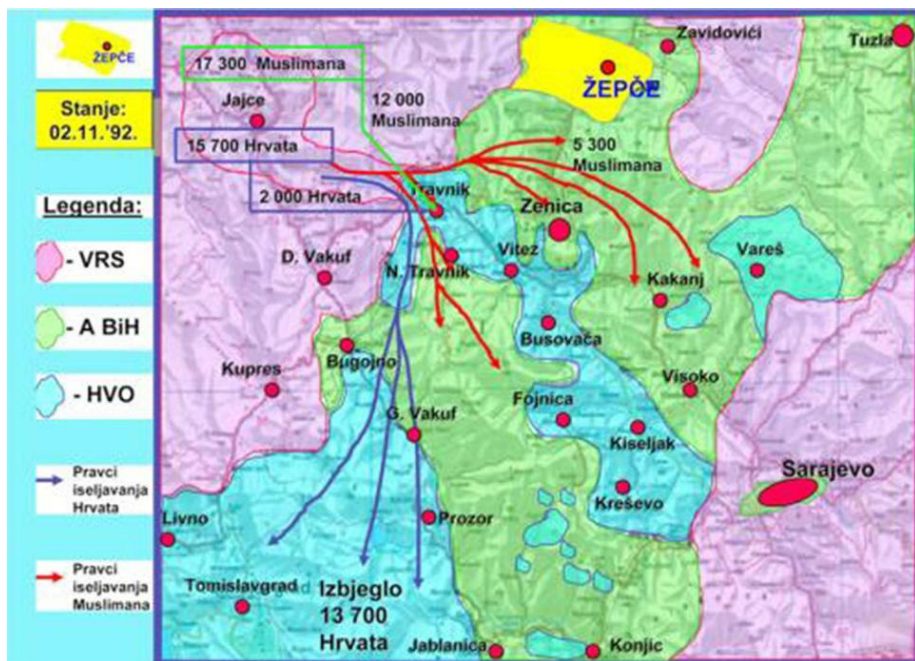 ŽEPČE
Stanje:
02.11.'92.
Legenda:
- VRS
- A BiH
- HVO
Pravci
iseljavanja
Hrvata
Pravci
iseljavanja
Muslimana
17 300 Muslimana
Jajce
15 700 Hrvata
2 000 Hrvata
12 000
Muslimana
Zavidovići
Tuzla
ŽEPČE
5 300
Muslimana
Travnik
Zenica
D. Vakuf
N. Travnik
Vitez
Kakanj
Vareš
Busovača
Bugojno
Kupres
Visoko
Fojnica
G. Vakuf
Kiseljak
Sarajevo
Kreševo
Livno
Prozor
Tomislavgrad
Izbjeglo
13 700
Hrvata
Jablanica
Konjic